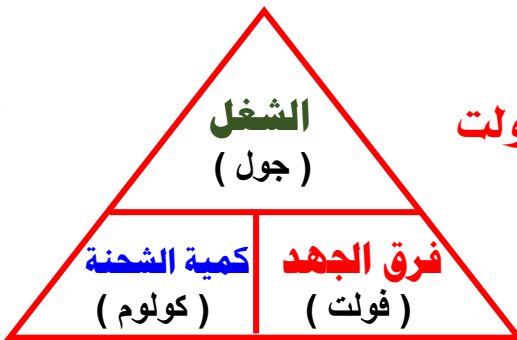 الشغل
( جول )
فرق الجهد
( فولت )
كمية الشحنة
( كولوم )